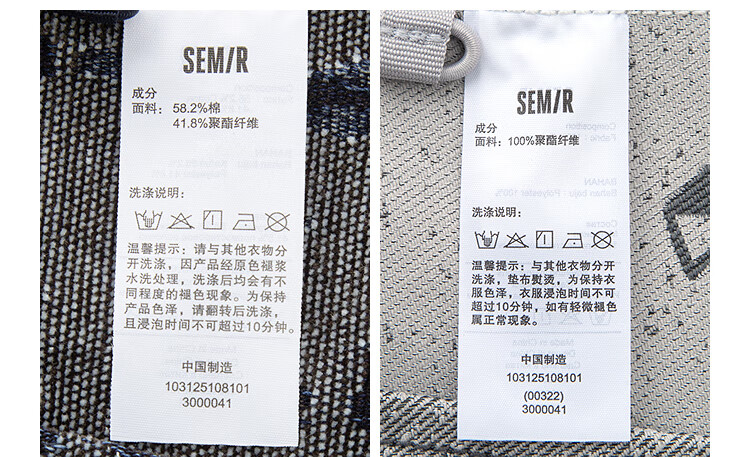 SEM/R
成分
面料：58.2%棉
41.8%聚酯纤维
洗涤说明：
温馨提示：请与其他衣物分
开洗涤，因产品经原色褪浆
水洗处理，洗涤后均会有不
同程度的褪色现象。为保持
产品色泽，请翻转后洗涤，
且浸泡时间不可超过10分钟。
中国制造
103125108101
3000041
SEM/R
成分
面料：100%聚酯纤维
洗涤说明：
温馨提示：与其他衣物分
开洗涤，垫布熨烫，为保持衣
服色泽，衣服浸泡时间不可
超过10分钟，如有轻微褪色
属正常现象。
中国制造
103125108101
(00322)
3000041